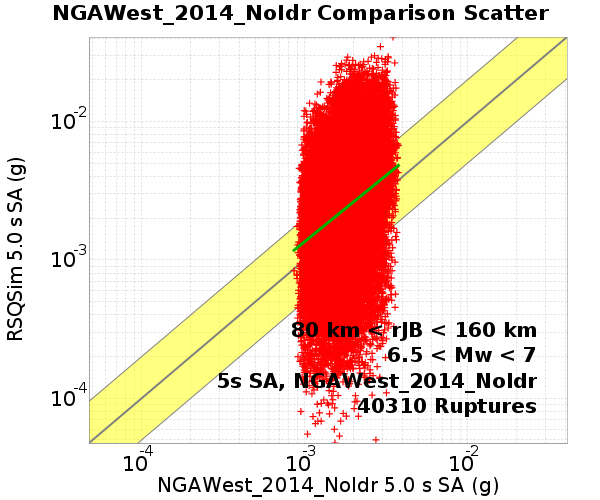 NGAWest_2014_NoIdr Comparison Scatter
RSQSim 5.0 s SA (g)
10-2
10-3
10-4
80 km < rJB < 160 km
6.5 < Mw < 7
5s SA, NGAWest_2014_NoIdr
40310 Ruptures
10-4 10-3 10-2
NGAWest_2014_NoIdr 5.0 s SA (g)